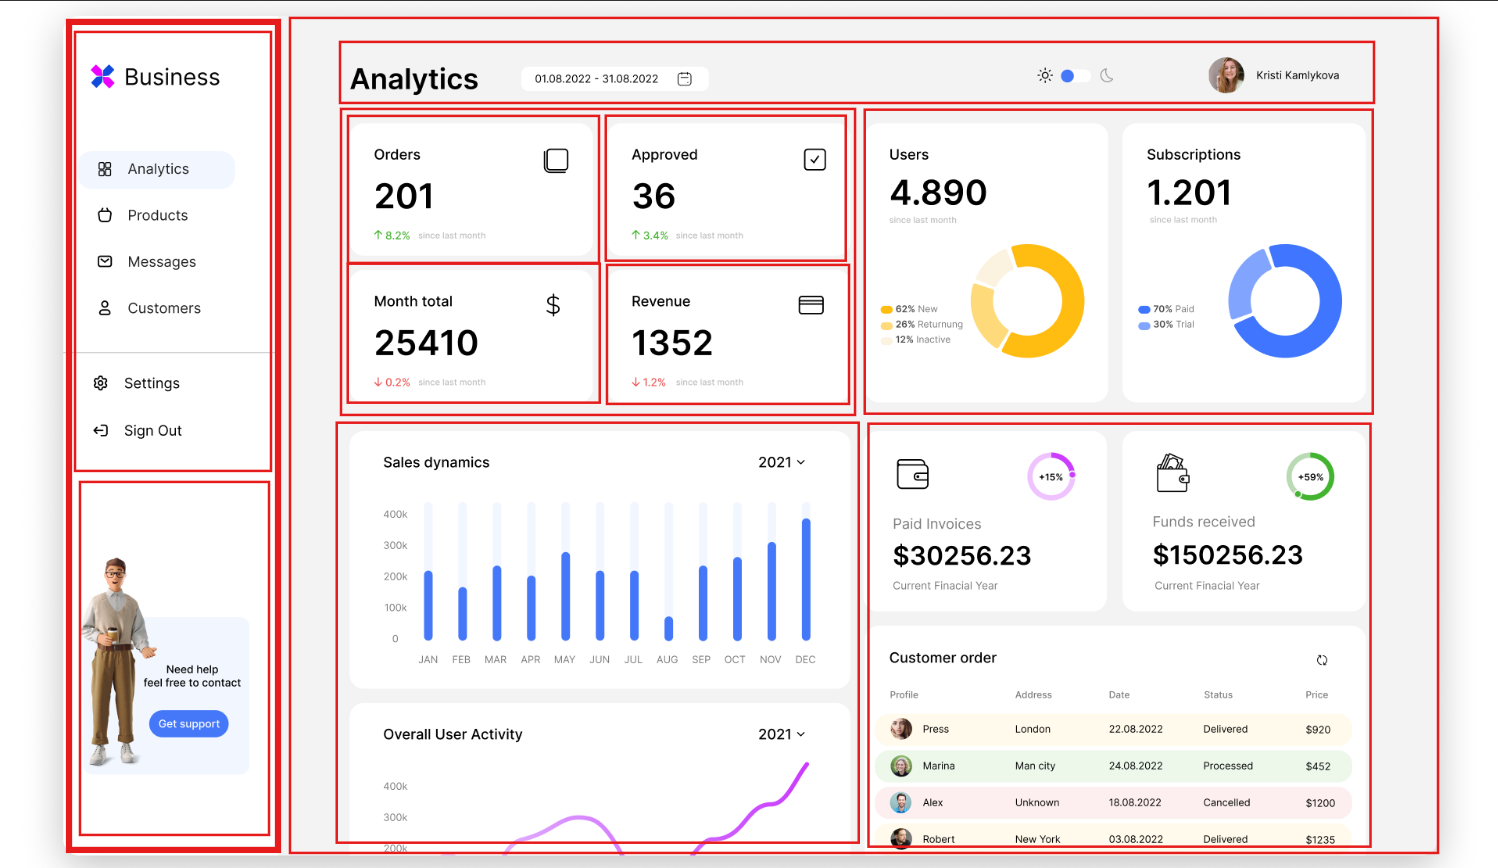 Business
Analytics
Products
Messages
Customers
Settings
Sign Out
Need help
feel free to contact
Get support
Analytics
01.08.2022 - 31.08.2022
Kristi Kamlykova
Orders
201
8.2% since last month
Approved
36
3.4% since last month
Month total
25410
0.2% since last month
Revenue
1352
1.2% since last month
Users
4.890
since last month
62% New
26% Returnung
12% Inactive
Subscriptions
1.201
since last month
70% Paid
30% Trial
Sales dynamics
2021
400k
300k
200k
100k
0
JAN FEB MAR APR MAY JUN JUL AUG SEP OCT NOV DEC
Overall User Activity
2021
400k
300k
200k
+15%
Paid Invoices
$30256.23
Current Finacial Year
+59%
Funds received
$150256.23
Current Finacial Year
Customer order
Profile Address Date Status Price
Press London 22.08.2022 Delivered $920
Marina Man city 24.08.2022 Processed $452
Alex Unknown 18.08.2022 Cancelled $1200
Robert New York 03.08.2022 Delivered $1235